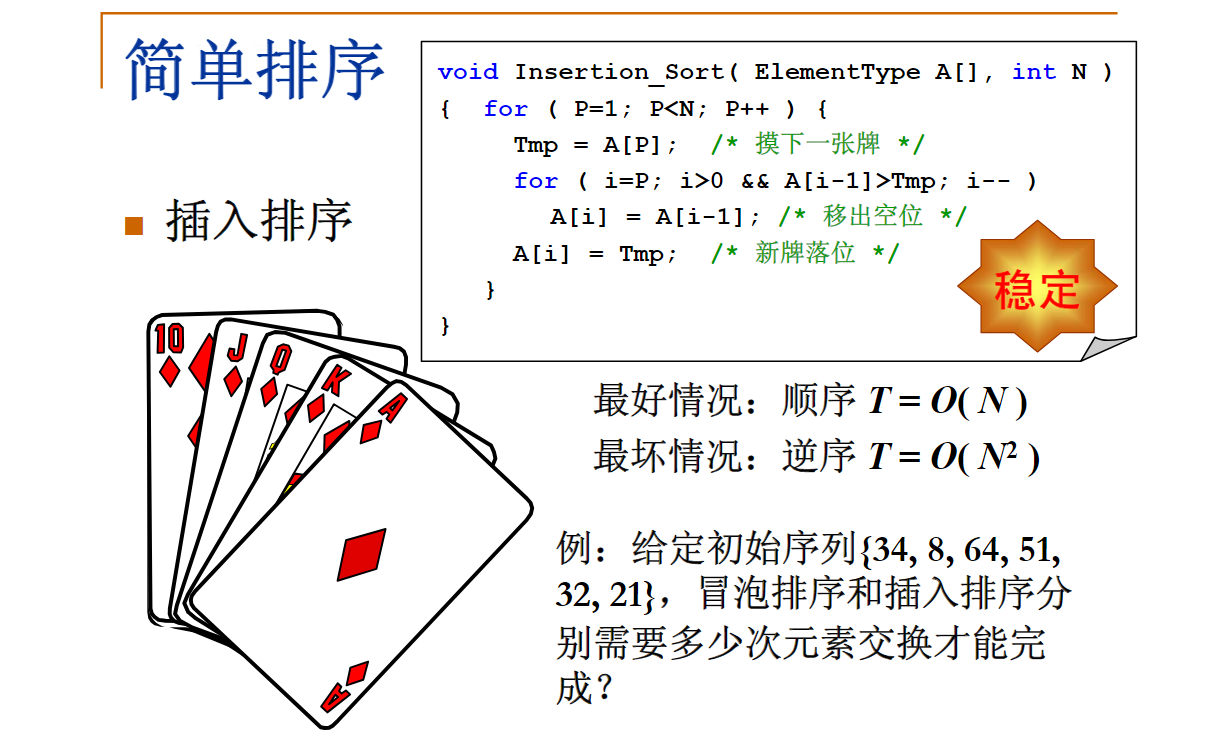 简单排序
void Insertion_Sort( ElementType A[], int N )
{ for ( P=1; P<N; P++ ) {
Tmp = A[P]; /* 摸下一张牌 */
for ( i=P; i>0 && A[i-1]>Tmp; i-- )
A[i] = A[i-1]; /* 移出空位 */
A[i] = Tmp; /* 新牌落位 */
}
}
稳定
■ 插入排序
10
J
Q
K
A
A
最好情况：顺序 T = O( N )
最坏情况：逆序 T = O( N² )
例：给定初始序列{34, 8, 64, 51,
32, 21}，冒泡排序和插入排序分
别需要多少次元素交换才能完
成？